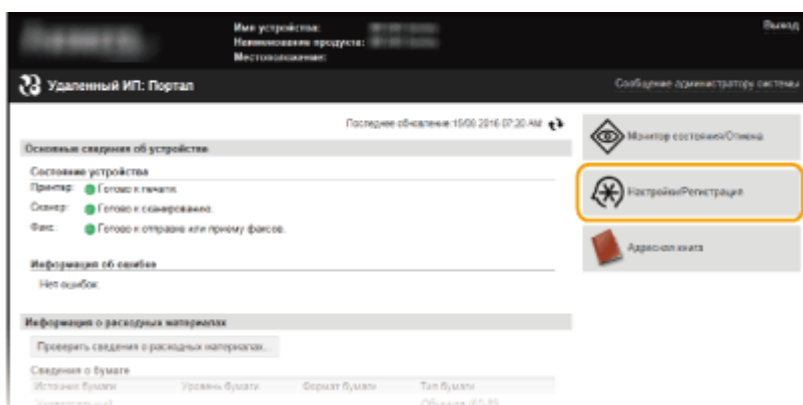 Имя устройства:
Наименование продукта:
Местоположение:
Выход
Удаленный ИП: Портал
Сообщение администратору системы
Последнее обновление: 15/08 2016 07:20 AM
Основные сведения об устройстве
Состояние устройства
Принтер: Готово к печати.
Сканер: Готово к сканированию.
Факс: Готово к отправке или приему факсов.
Информация об ошибке
Нет ошибок.
Информация о расходных материалах
Проверить сведения о расходных материалах...
Сведения о бумаге
Источник бумаги Уровень бумаги Формат бумаги Тип бумаги
Монитор состояния/Отмена
Настройки/Регистрация
Адресная книга